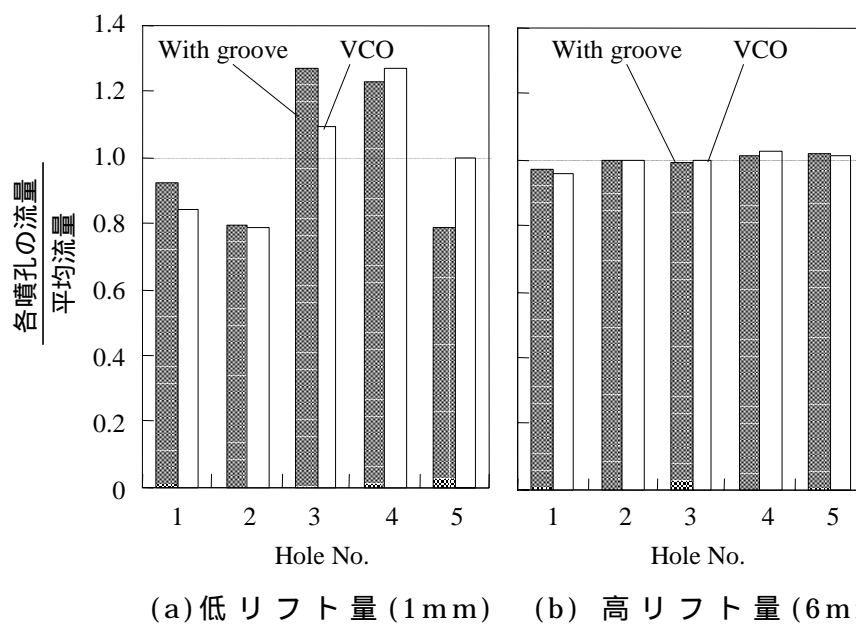 1.4
1.2
1.0
0.8
0.6
0.4
0.2
0
各噴孔の流量
平均流量
With groove
VCO
1 2 3 4 5
Hole No.
(a)低リフト量(1mm)
With groove
VCO
1 2 3 4 5
Hole No.
(b) 高リフト量(6m